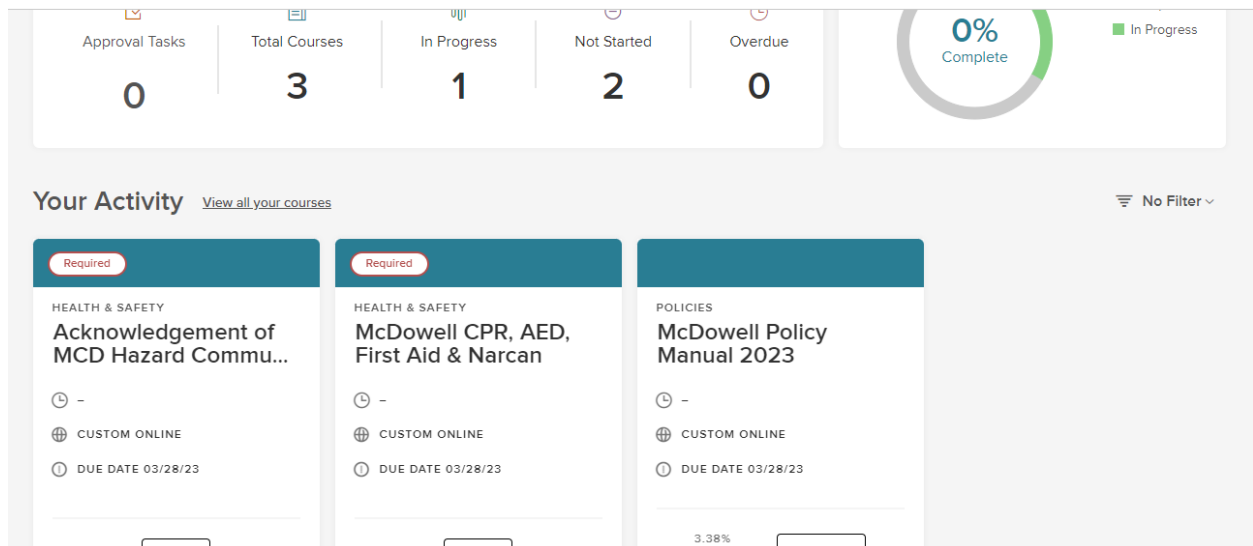 Approval Tasks
0
Total Courses
3
In Progress
1
Not Started
2
Overdue
0
0%
Complete
In Progress
Your Activity View all your courses
No Filter
Required
HEALTH & SAFETY
Acknowledgement of
MCD Hazard Commu...
–
CUSTOM ONLINE
DUE DATE 03/28/23
Required
HEALTH & SAFETY
McDowell CPR, AED,
First Aid & Narcan
–
CUSTOM ONLINE
DUE DATE 03/28/23
POLICIES
McDowell Policy
Manual 2023
–
CUSTOM ONLINE
DUE DATE 03/28/23
3.38%